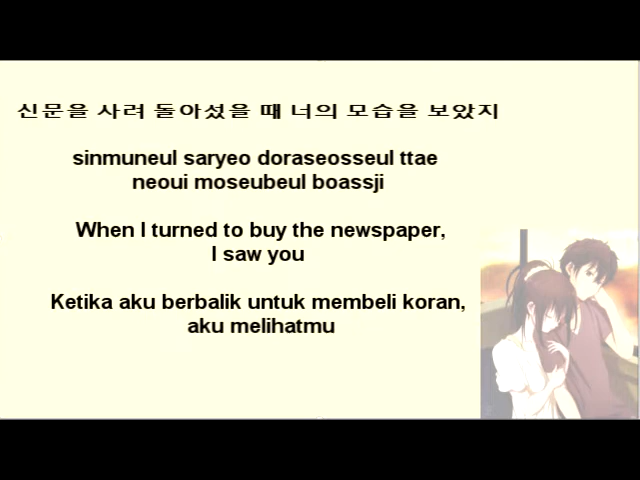 신문을 사려 돌아섰을 때 너의 모습을 보았지
sinmuneul saryeo doraseosseul ttae
neoui moseubeul boassji
When I turned to buy the newspaper,
I saw you
Ketika aku berbalik untuk membeli koran,
aku melihatmu